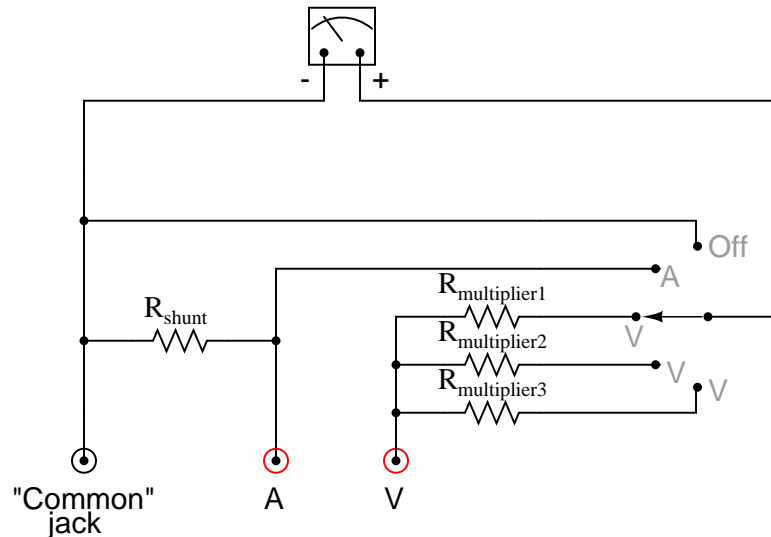 - +
Off
A
Rmultiplier1
Rshunt
V
Rmultiplier2
V
V
Rmultiplier3
"Common"
jack
A
V